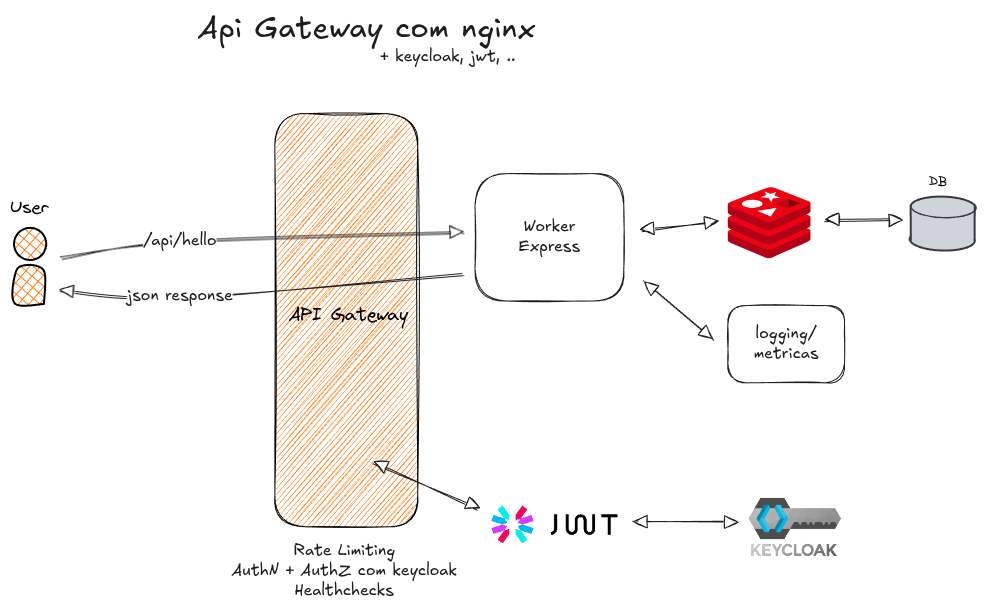 Api Gateway com nginx
+ keycloak, jwt, ..
User
/api/hello
json response
API Gateway
Worker
Express
DB
logging/
metricas
JWT
KEYCLOAK
Rate Limiting
AuthN + AuthZ com keycloak
Healthchecks